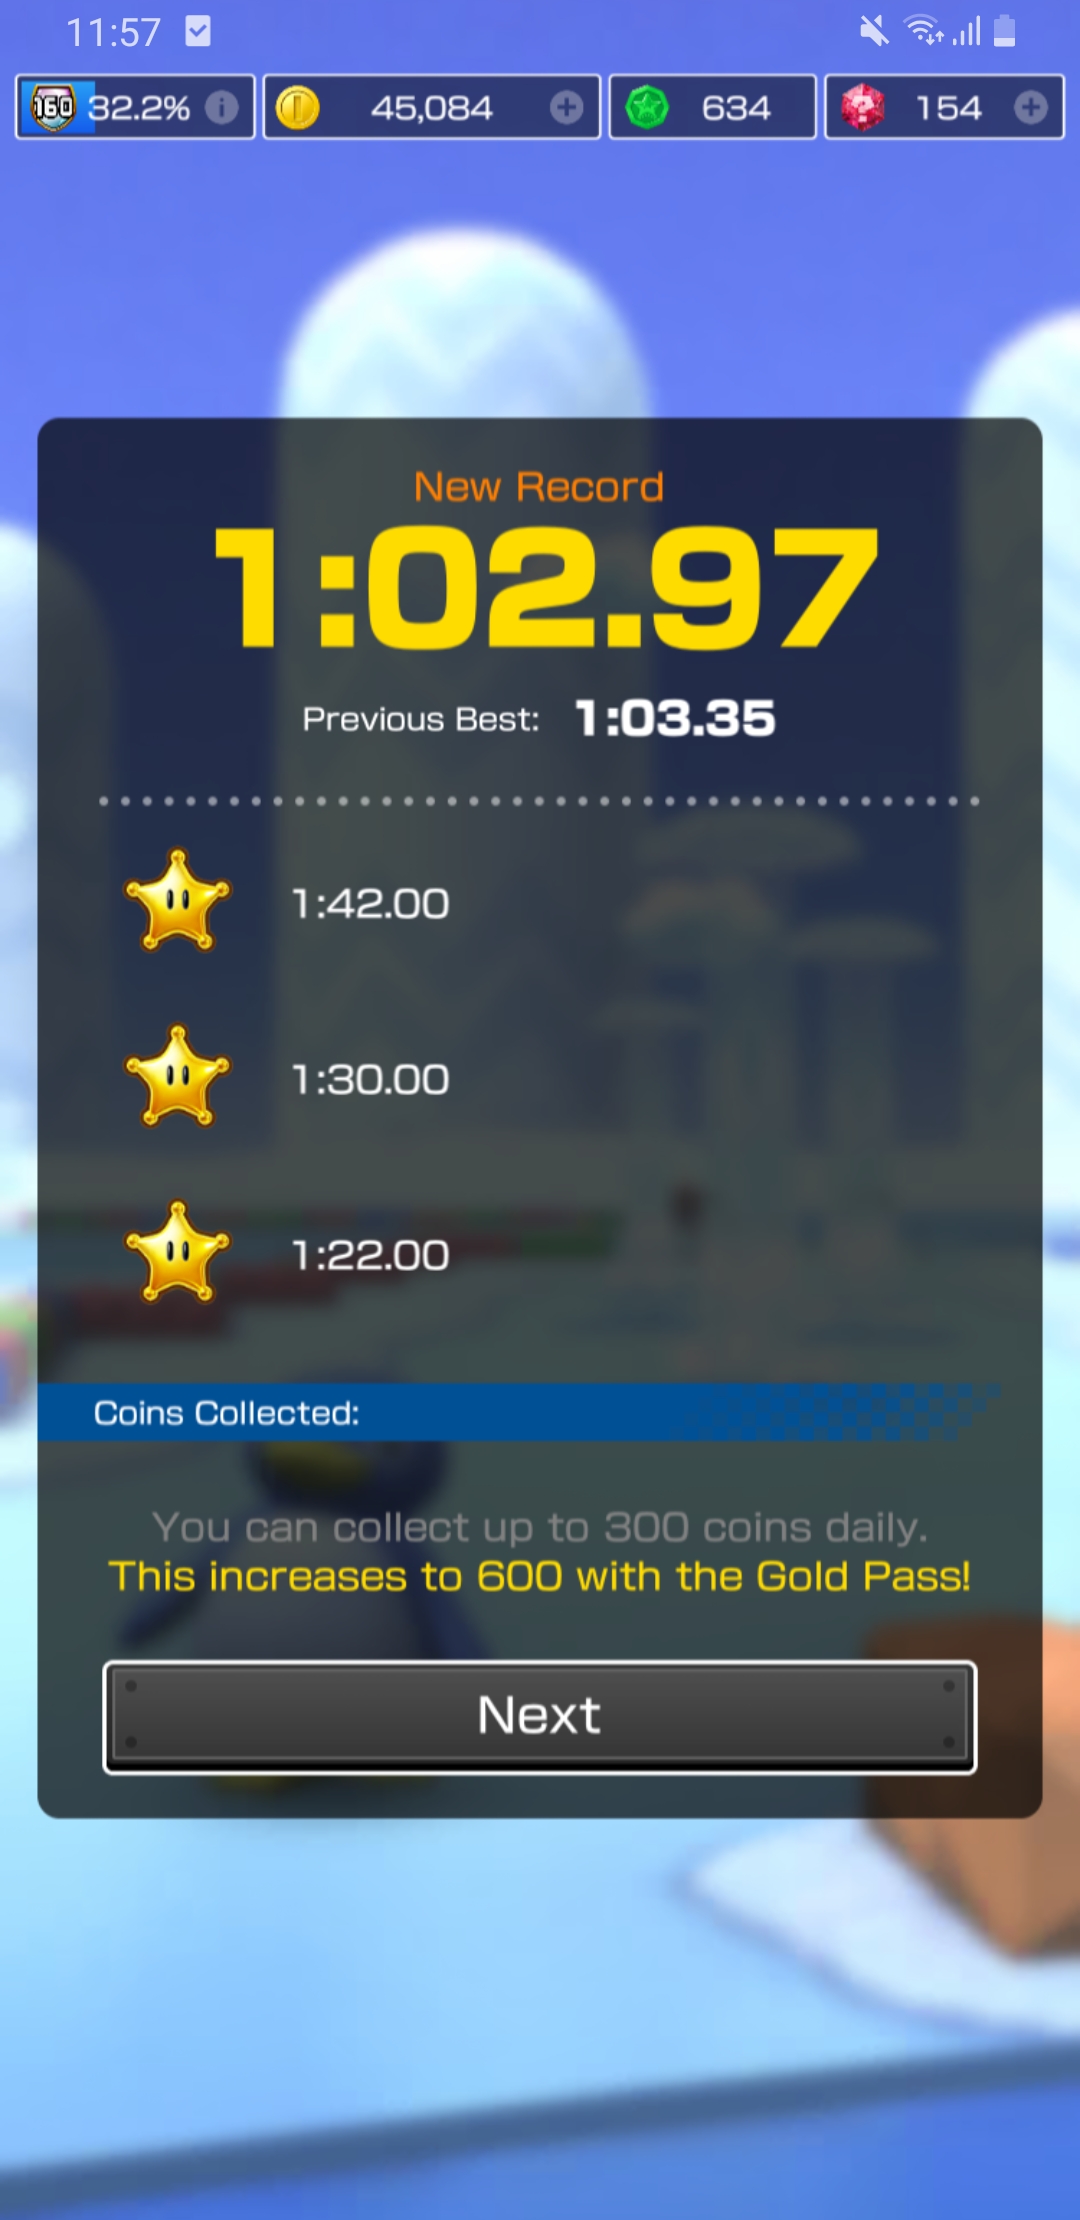 11:57
160 32.2% i 45,084 + 634 ? 154 +
New Record
1:02.97
Previous Best: 1:03.35
1:42.00
1:30.00
1:22.00
Coins Collected:
You can collect up to 300 coins daily.
This increases to 600 with the Gold Pass!
Next